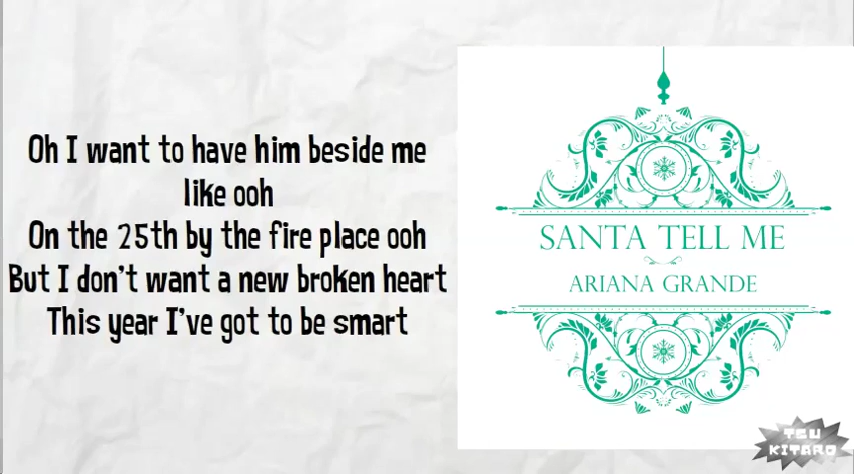 Oh I want to have him beside me
like ooh
On the 25th by the fire place ooh
But I don't want a new broken heart
This year I've got to be smart
SANTA TELL ME
ARIANA GRANDE
TEU
KITARO